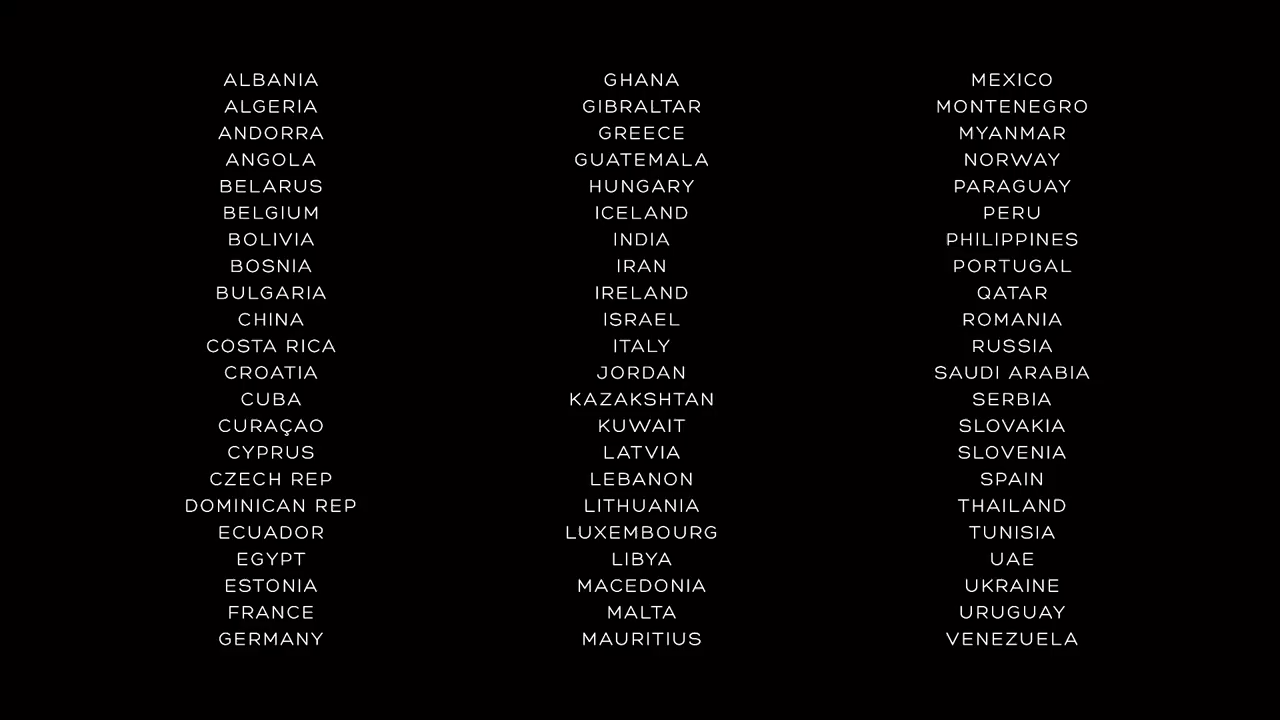 ALBANIA
ALGERIA
ANDORRA
ANGOLA
BELARUS
BELGIUM
BOLIVIA
BOSNIA
BULGARIA
CHINA
COSTA RICA
CROATIA
CUBA
CURAÇAO
CYPRUS
CZECH REP
DOMINICAN REP
ECUADOR
EGYPT
ESTONIA
FRANCE
GERMANY
GHANA
GIBRALTAR
GREECE
GUATEMALA
HUNGARY
ICELAND
INDIA
IRAN
IRELAND
ISRAEL
ITALY
JORDAN
KAZAKSHTAN
KUWAIT
LATVIA
LEBANON
LITHUANIA
LUXEMBOURG
LIBYA
MACEDONIA
MALTA
MAURITIUS
MEXICO
MONTENEGRO
MYANMAR
NORWAY
PARAGUAY
PERU
PHILIPPINES
PORTUGAL
QATAR
ROMANIA
RUSSIA
SAUDI ARABIA
SERBIA
SLOVAKIA
SLOVENIA
SPAIN
THAILAND
TUNISIA
UAE
UKRAINE
URUGUAY
VENEZUELA